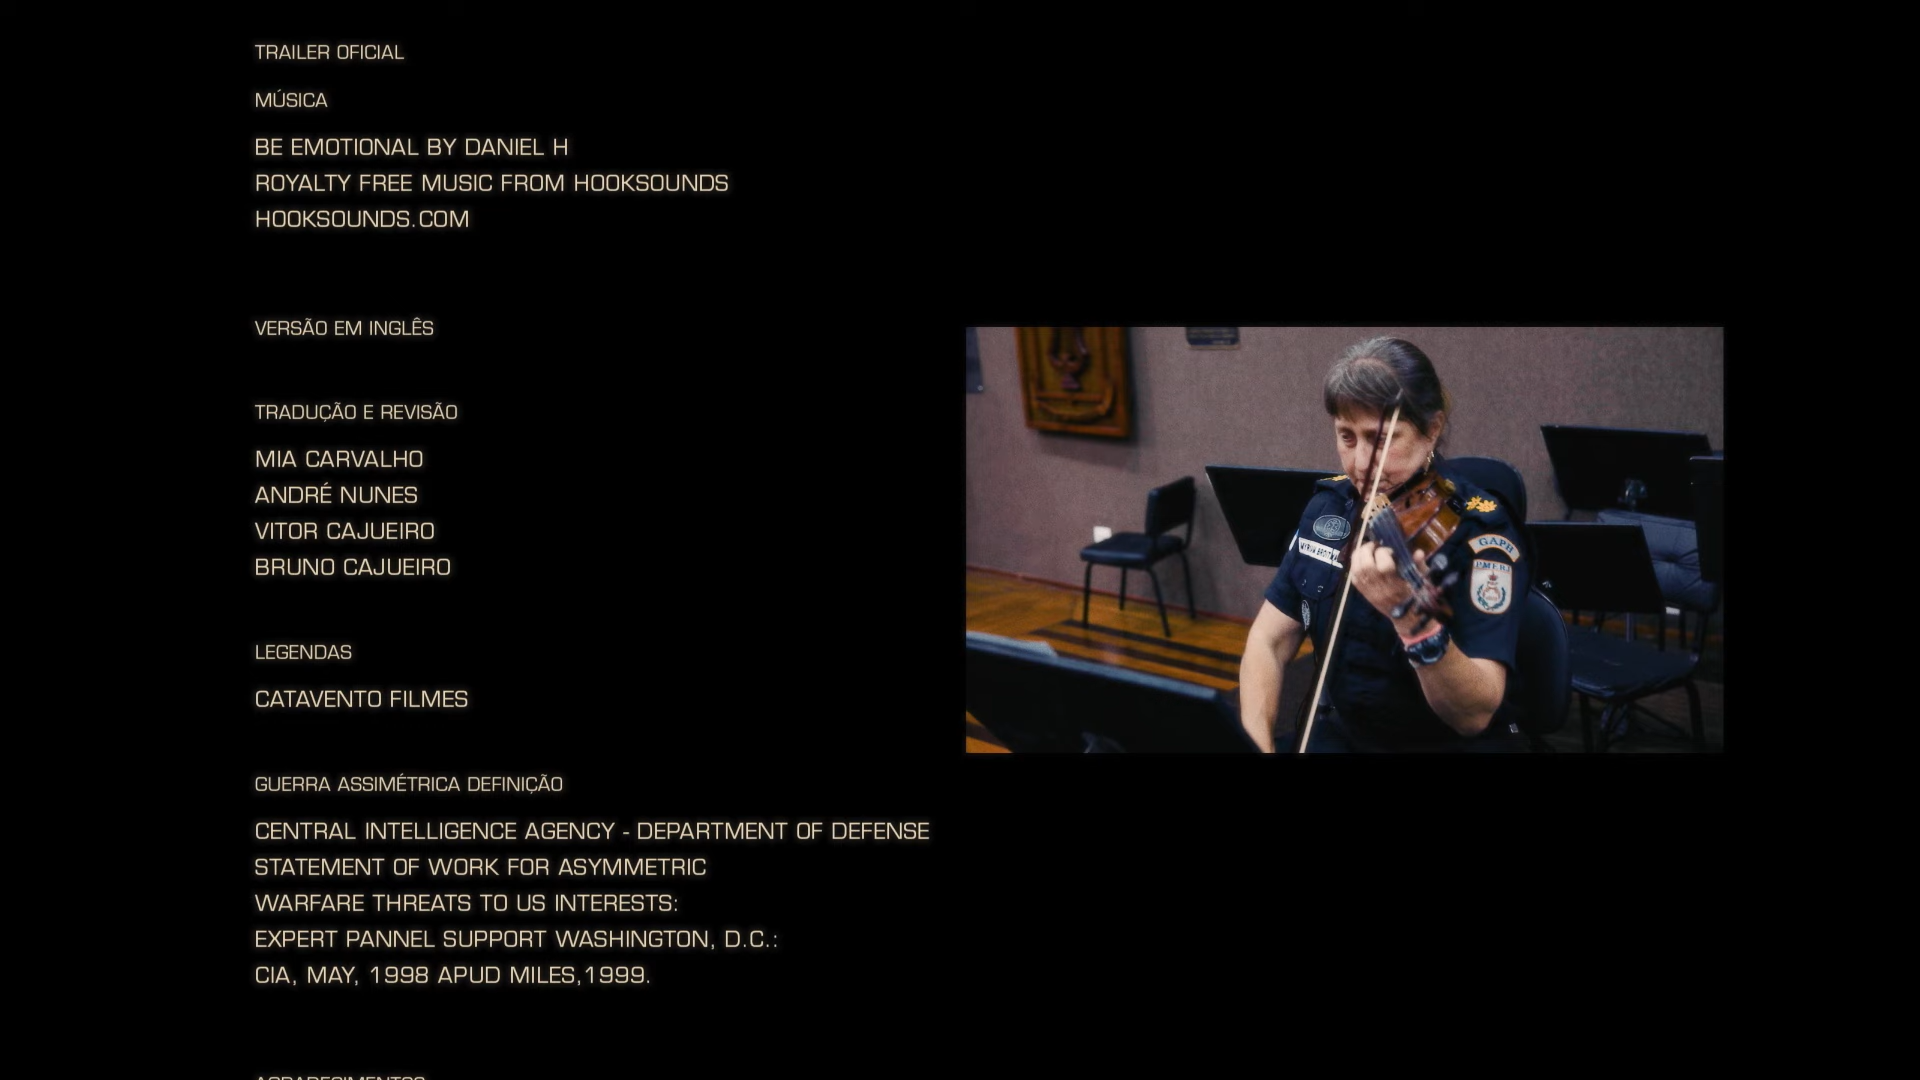 TRAILER OFICIAL
MÚSICA
BE EMOTIONAL BY DANIEL H
ROYALTY FREE MUSIC FROM HOOKSOUNDS
HOOKSOUNDS.COM
VERSÃO EM INGLÊS
TRADUÇÃO E REVISÃO
MIA CARVALHO
ANDRÉ NUNES
VITOR CAJUEIRO
BRUNO CAJUEIRO
LEGENDAS
CATAVENTO FILMES
GUERRA ASSIMÉTRICA DEFINIÇÃO
CENTRAL INTELLIGENCE AGENCY - DEPARTMENT OF DEFENSE
STATEMENT OF WORK FOR ASYMMETRIC
WARFARE THREATS TO US INTERESTS:
EXPERT PANNEL SUPPORT WASHINGTON, D.C.:
CIA, MAY, 1998 APUD MILES,1999.
GAPH
PMERJ